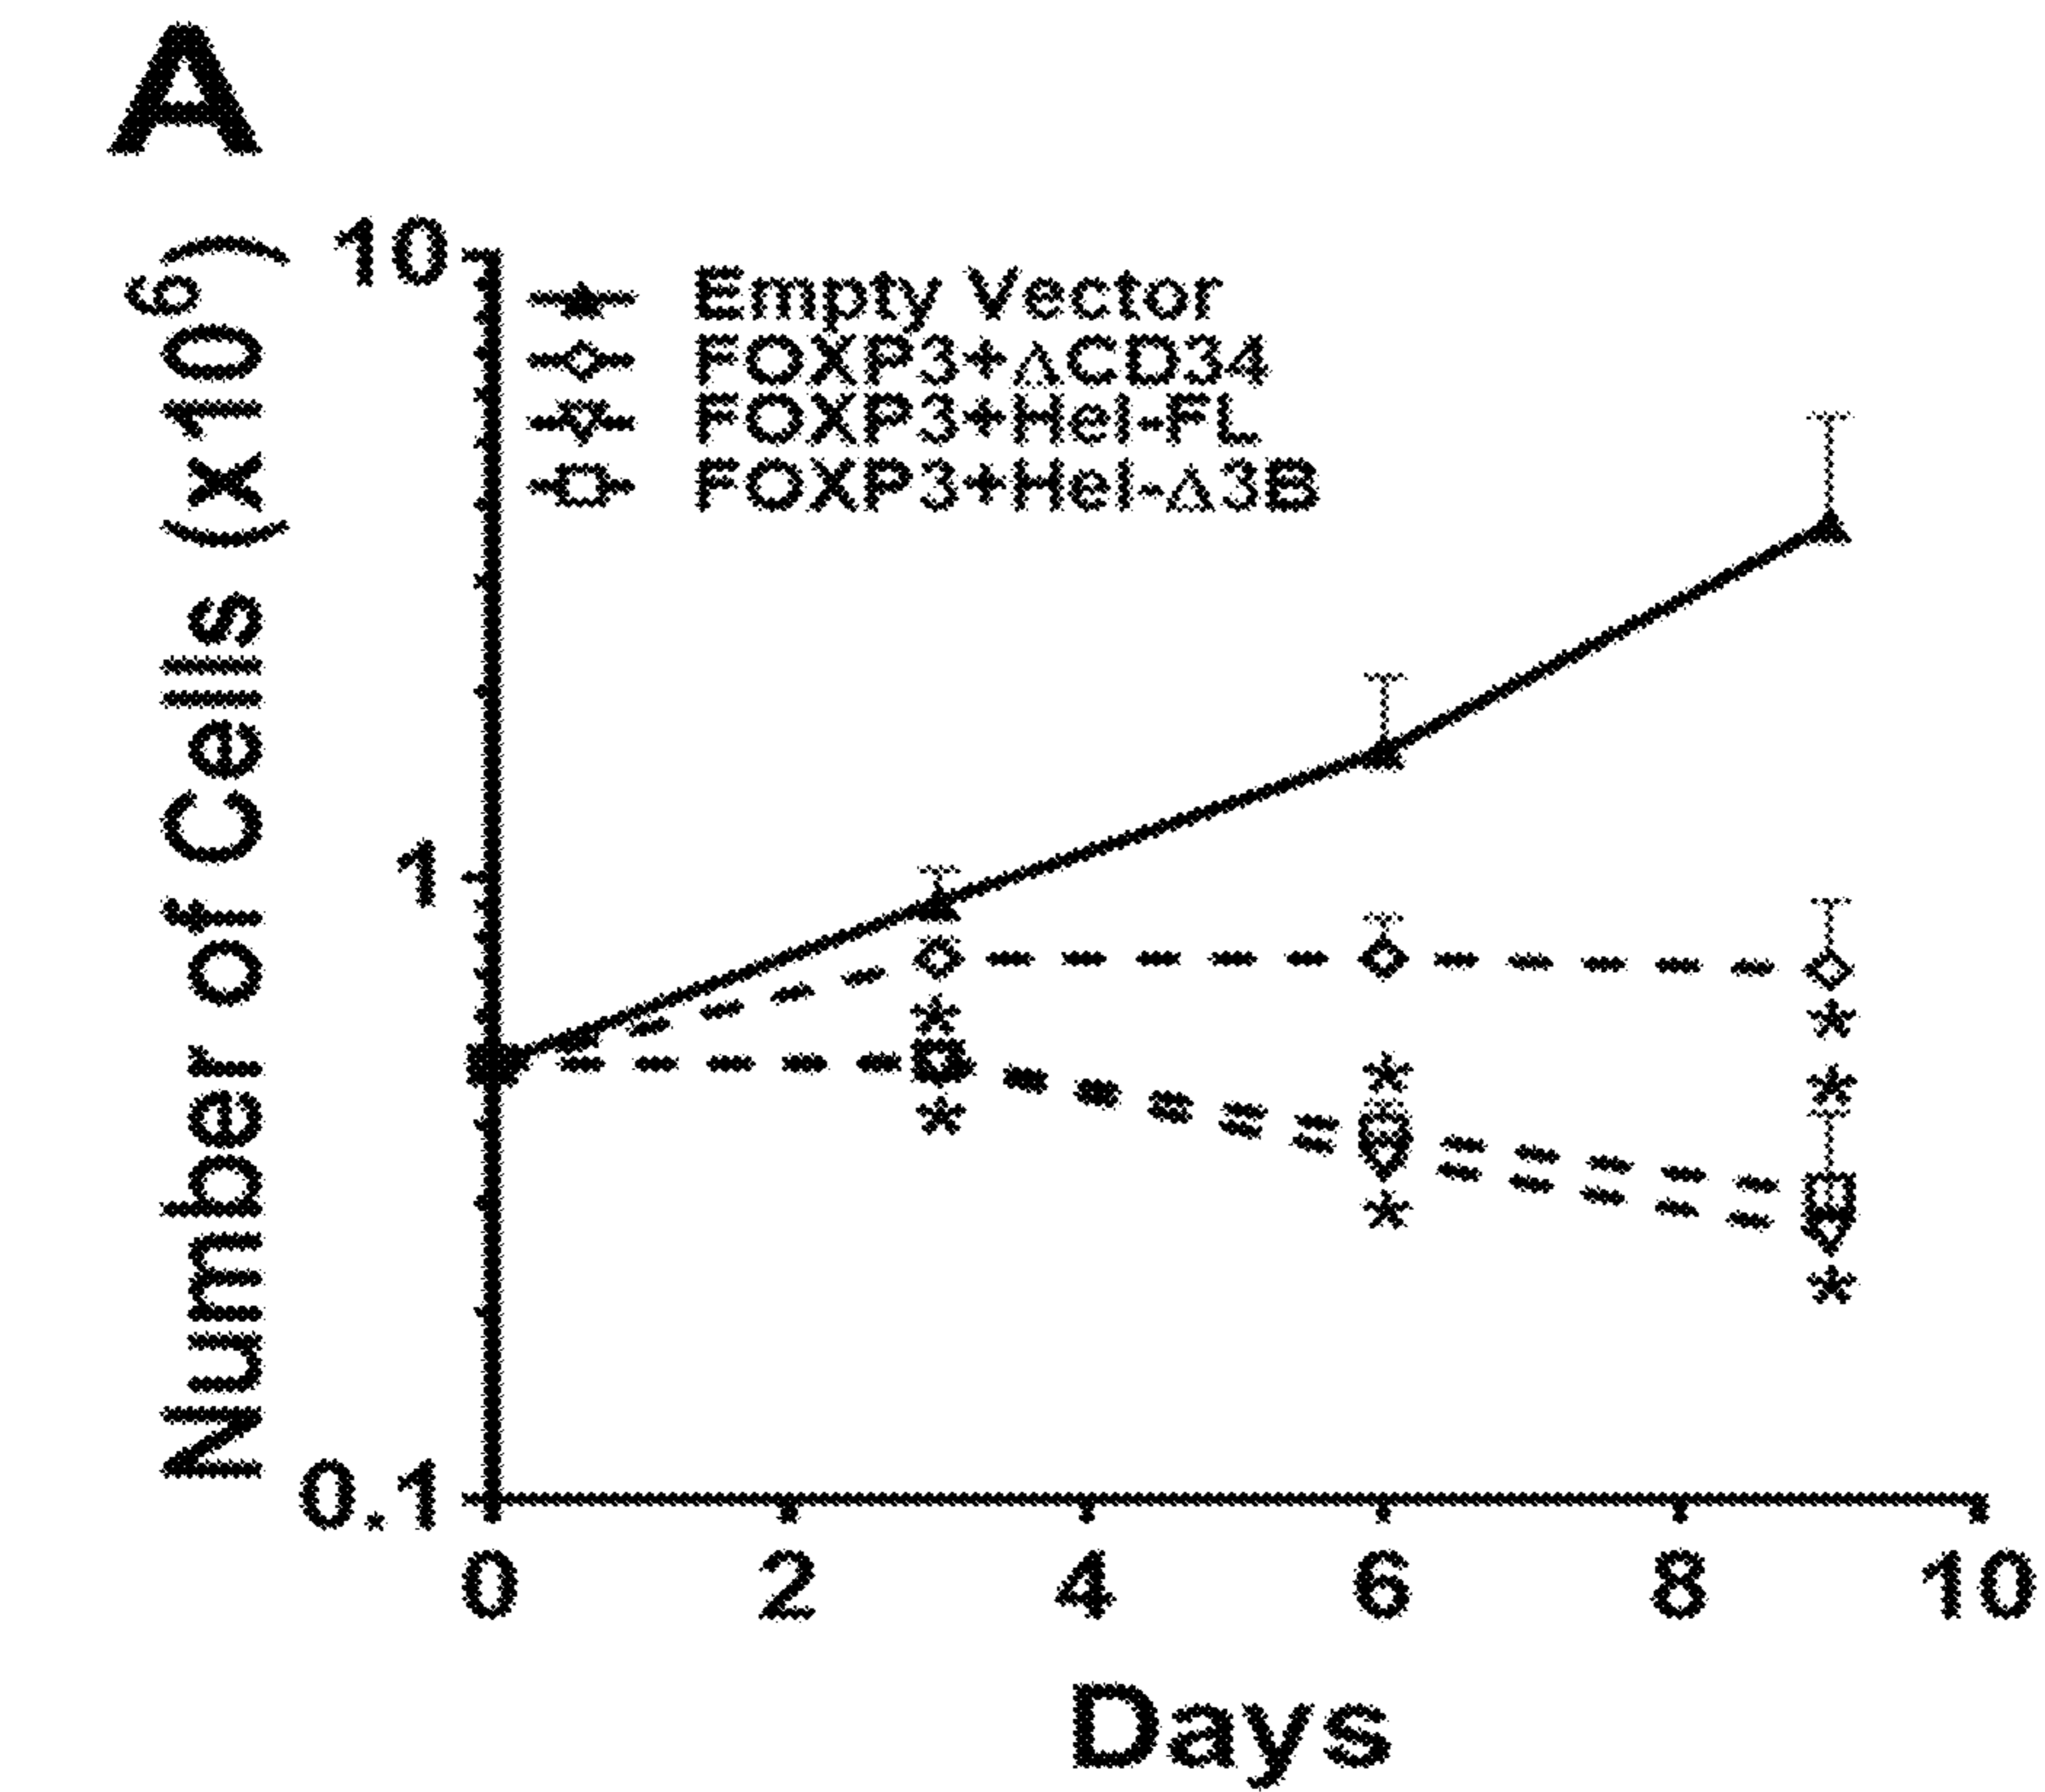 A
Number of Cells (x10⁶)
10
1
0.1
Empty Vector
FOXP3+ΔCD34
FOXP3+Hel-FL
FOXP3+Hel-Δ3B
* * * * * * *
0 2 4 6 8 10
Days